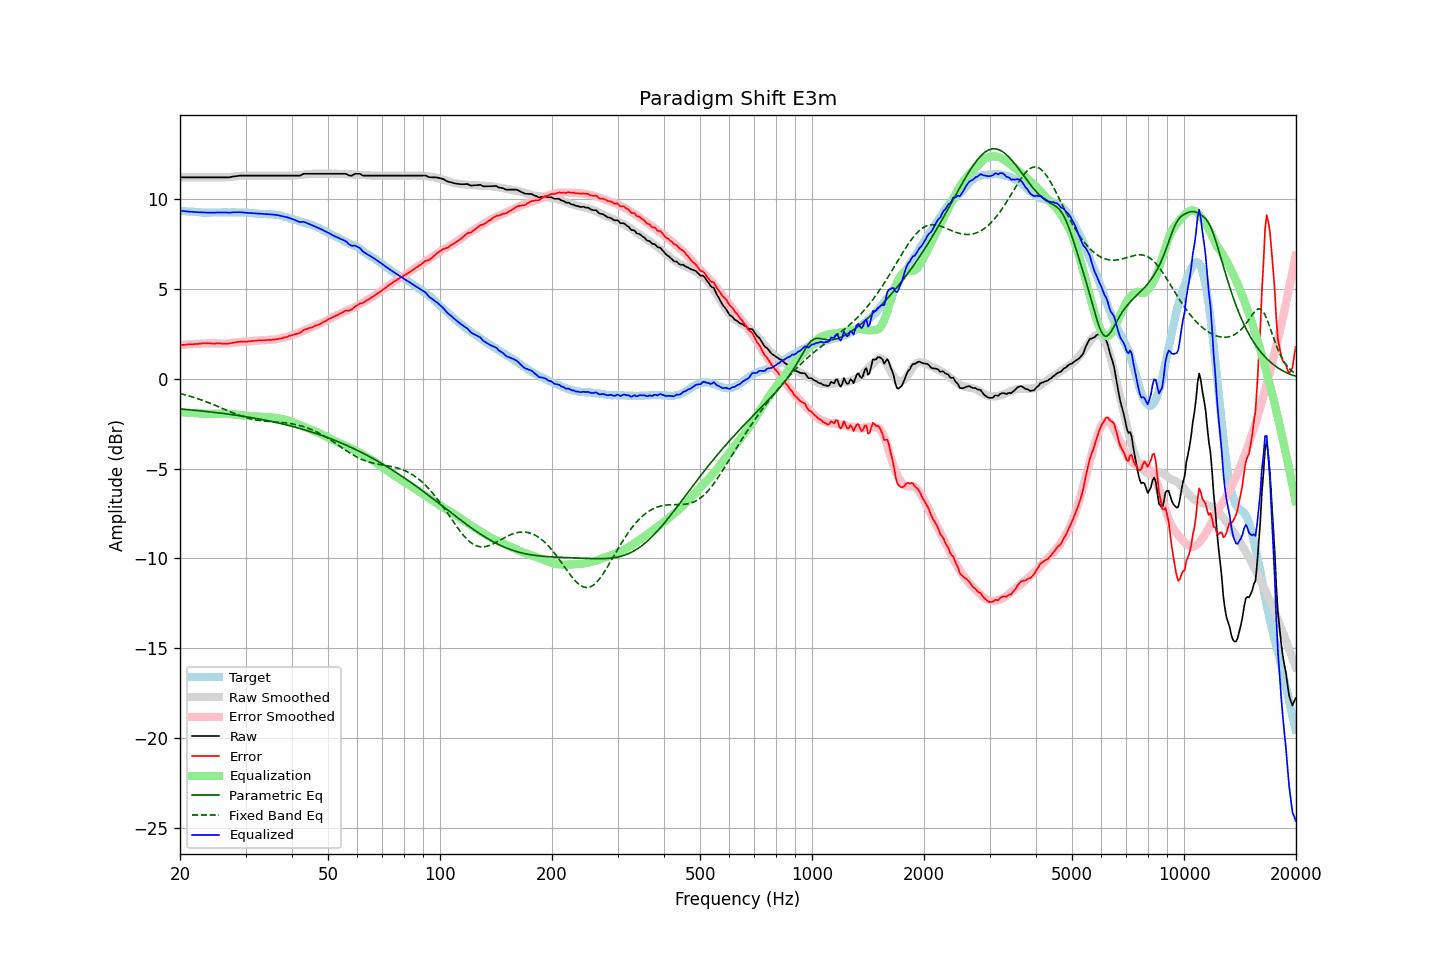 Paradigm Shift E3m
Amplitude (dBr)
10
5
0
−5
−10
−15
−20
−25
Target
Raw Smoothed
Error Smoothed
Raw
Error
Equalization
Parametric Eq
Fixed Band Eq
Equalized
20
50
100
200
500
1000
2000
5000
10000
20000
Frequency (Hz)